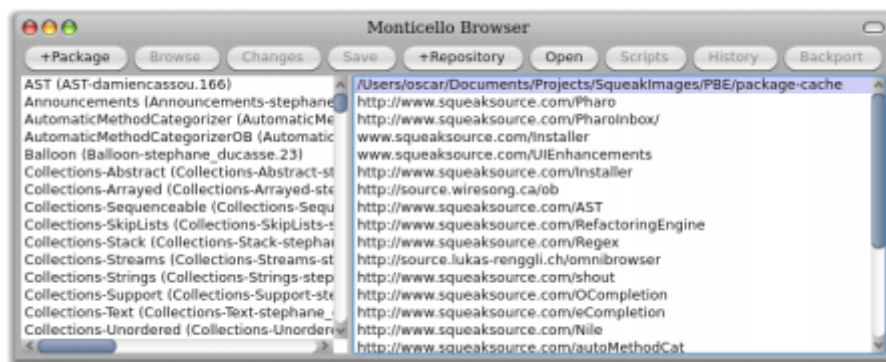 Monticello Browser
+Package Browse Changes Save +Repository Open Scripts History Backport
AST (AST-damiencassou.166)
Announcements (Announcements-stephane
AutomaticMethodCategorizer (AutomaticMe
AutomaticMethodCategorizerOB (Automatic
Balloon (Balloon-stephane_ducasse.23)
Collections-Abstract (Collections-Abstract-st
Collections-Arrayed (Collections-Arrayed-ste
Collections-Sequenceable (Collections-Sequ
Collections-SkipLists (Collections-SkipLists-s
Collections-Stack (Collections-Stack-stephan
Collections-Streams (Collections-Streams-st
Collections-Strings (Collections-Strings-step
Collections-Support (Collections-Support-ste
Collections-Text (Collections-Text-stephane_
Collections-Unordered (Collections-Unordere
/Users/oscar/Documents/Projects/SqueakImages/PBE/package-cache
http://www.squeaksource.com/Pharo
http://www.squeaksource.com/PharoInbox/
www.squeaksource.com/Installer
www.squeaksource.com/UIEnhancements
http://www.squeaksource.com/Installer
http://source.wiresong.ca/ob
http://www.squeaksource.com/AST
http://www.squeaksource.com/RefactoringEngine
http://www.squeaksource.com/Regex
http://source.lukas-renggli.ch/omnibrowser
http://www.squeaksource.com/shout
http://www.squeaksource.com/OCompletion
http://www.squeaksource.com/eCompletion
http://www.squeaksource.com/Nile
http://www.squeaksource.com/autoMethodCat